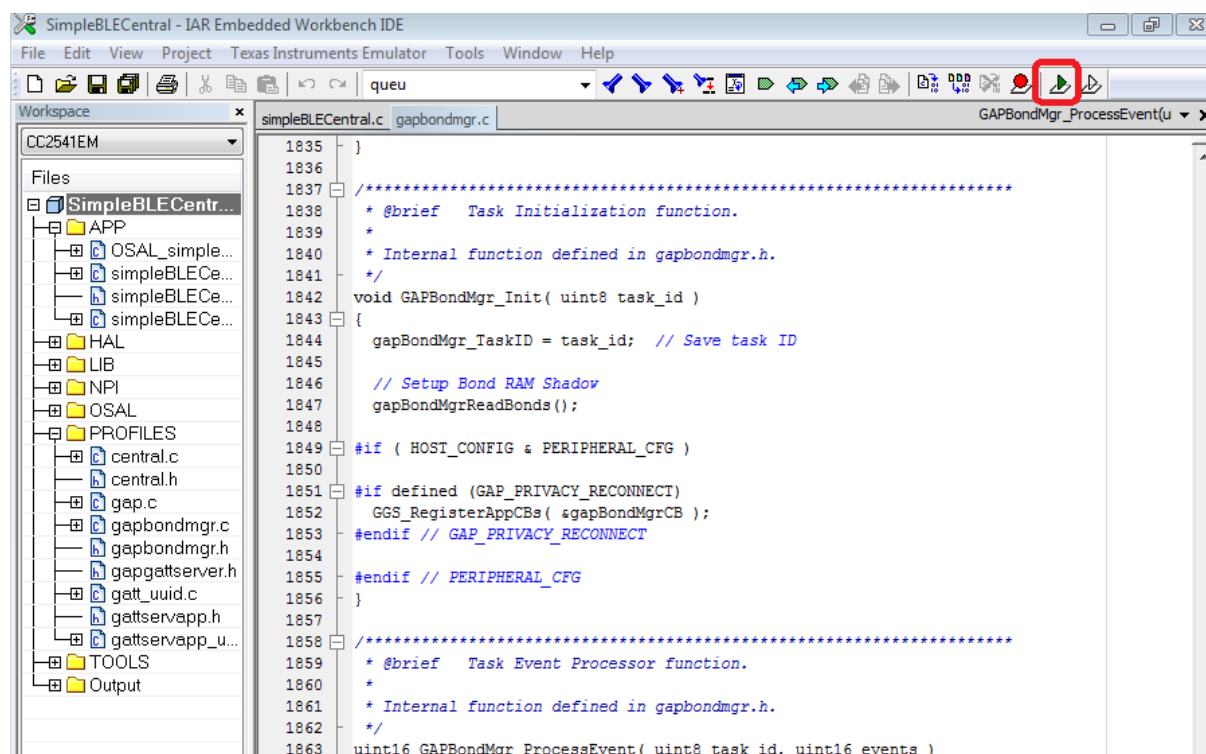 SimpleBLECentral - IAR Embedded Workbench IDE
File Edit View Project Texas Instruments Emulator Tools Window Help
queu
Workspace
CC2541EM
Files
SimpleBLECentr...
APP
OSAL_simple...
simpleBLECe...
simpleBLECe...
simpleBLECe...
HAL
LIB
NPI
OSAL
PROFILES
central.c
central.h
gap.c
gapbondmgr.c
gapbondmgr.h
gapgattserver.h
gatt_uuid.c
gattservapp.h
gattservapp_u...
TOOLS
Output
simpleBLECentral.c gapbondmgr.c GAPBondMgr_ProcessEvent(u
1835 }
1836
1837 /**********************************************************************
1838 * @brief Task Initialization function.
1839 *
1840 * Internal function defined in gapbondmgr.h.
1841 */
1842 void GAPBondMgr_Init( uint8 task_id )
1843 {
1844 gapBondMgr_TaskID = task_id; // Save task ID
1845
1846 // Setup Bond RAM Shadow
1847 gapBondMgrReadBonds();
1848
1849 #if ( HOST_CONFIG & PERIPHERAL_CFG )
1850
1851 #if defined (GAP_PRIVACY_RECONNECT)
1852 GGS_RegisterAppCBs( &gapBondMgrCB );
1853 #endif // GAP_PRIVACY_RECONNECT
1854
1855 #endif // PERIPHERAL_CFG
1856 }
1857
1858 /**********************************************************************
1859 * @brief Task Event Processor function.
1860 *
1861 * Internal function defined in gapbondmgr.h.
1862 */
1863 uint16 GAPBondMgr_ProcessEvent( uint8 task_id, uint16 events )